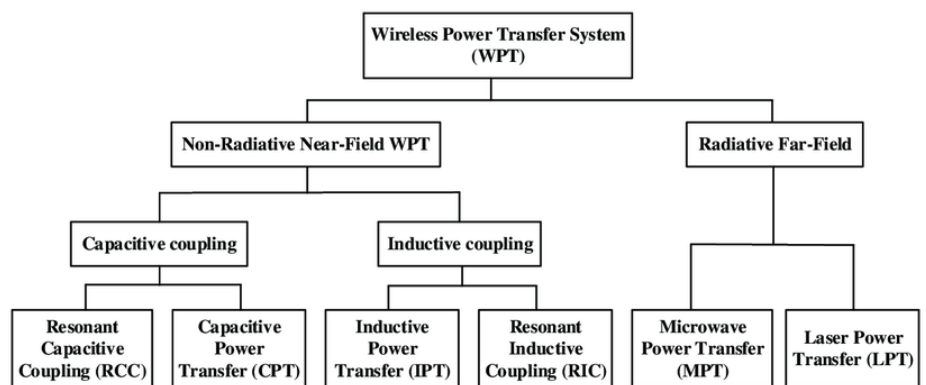 Wireless Power Transfer System
(WPT)
Non-Radiative Near-Field WPT
Radiative Far-Field
Capacitive coupling
Inductive coupling
Resonant
Capacitive
Coupling (RCC)
Capacitive
Power
Transfer (CPT)
Inductive
Power
Transfer (IPT)
Resonant
Inductive
Coupling (RIC)
Microwave
Power Transfer
(MPT)
Laser Power
Transfer (LPT)